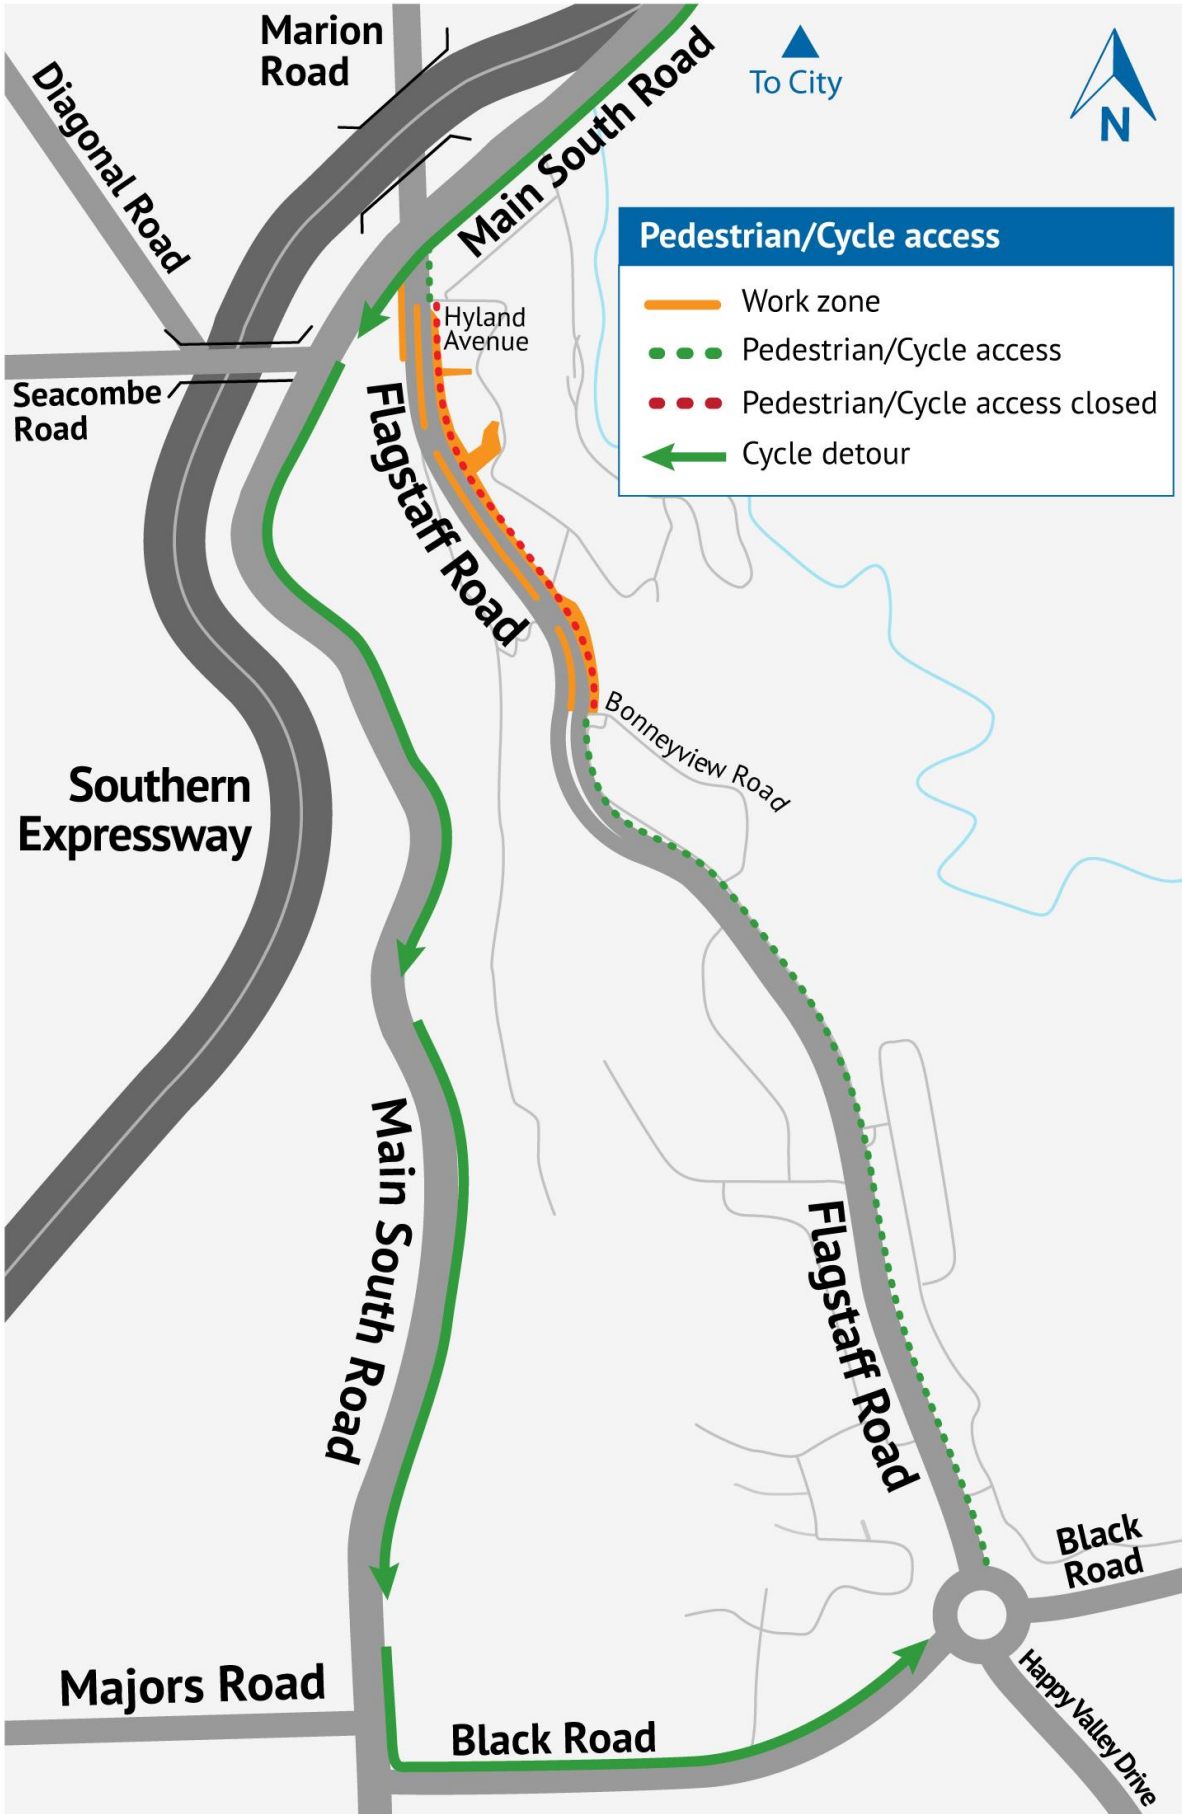 Marion
Road
Main South Road
To City
N
Diagonal Road
Pedestrian/Cycle access
Work zone
Pedestrian/Cycle access
Pedestrian/Cycle access closed
Cycle detour
Hyland
Avenue
Seacombe
Road
Flagstaff Road
Bonneyview Road
Southern
Expressway
Main South Road
Flagstaff Road
Black
Road
Majors Road
Black Road
Happy Valley Drive